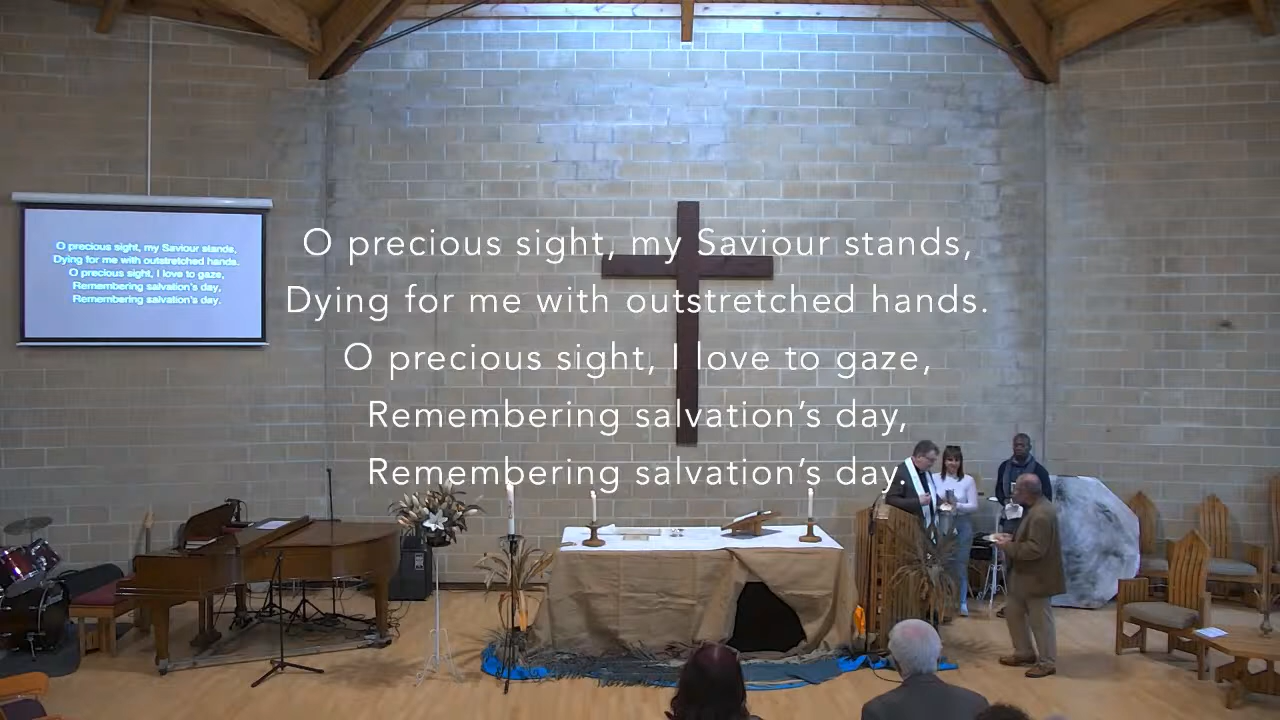 O precious sight, my Saviour stands,
Dying for me with outstretched hands.
O precious sight, I love to gaze,
Remembering salvation's day,
Remembering salvation's day.
O precious sight, my Saviour stands,
Dying for me with outstretched hands.
O precious sight, I love to gaze,
Remembering salvation’s day,
Remembering salvation’s day.